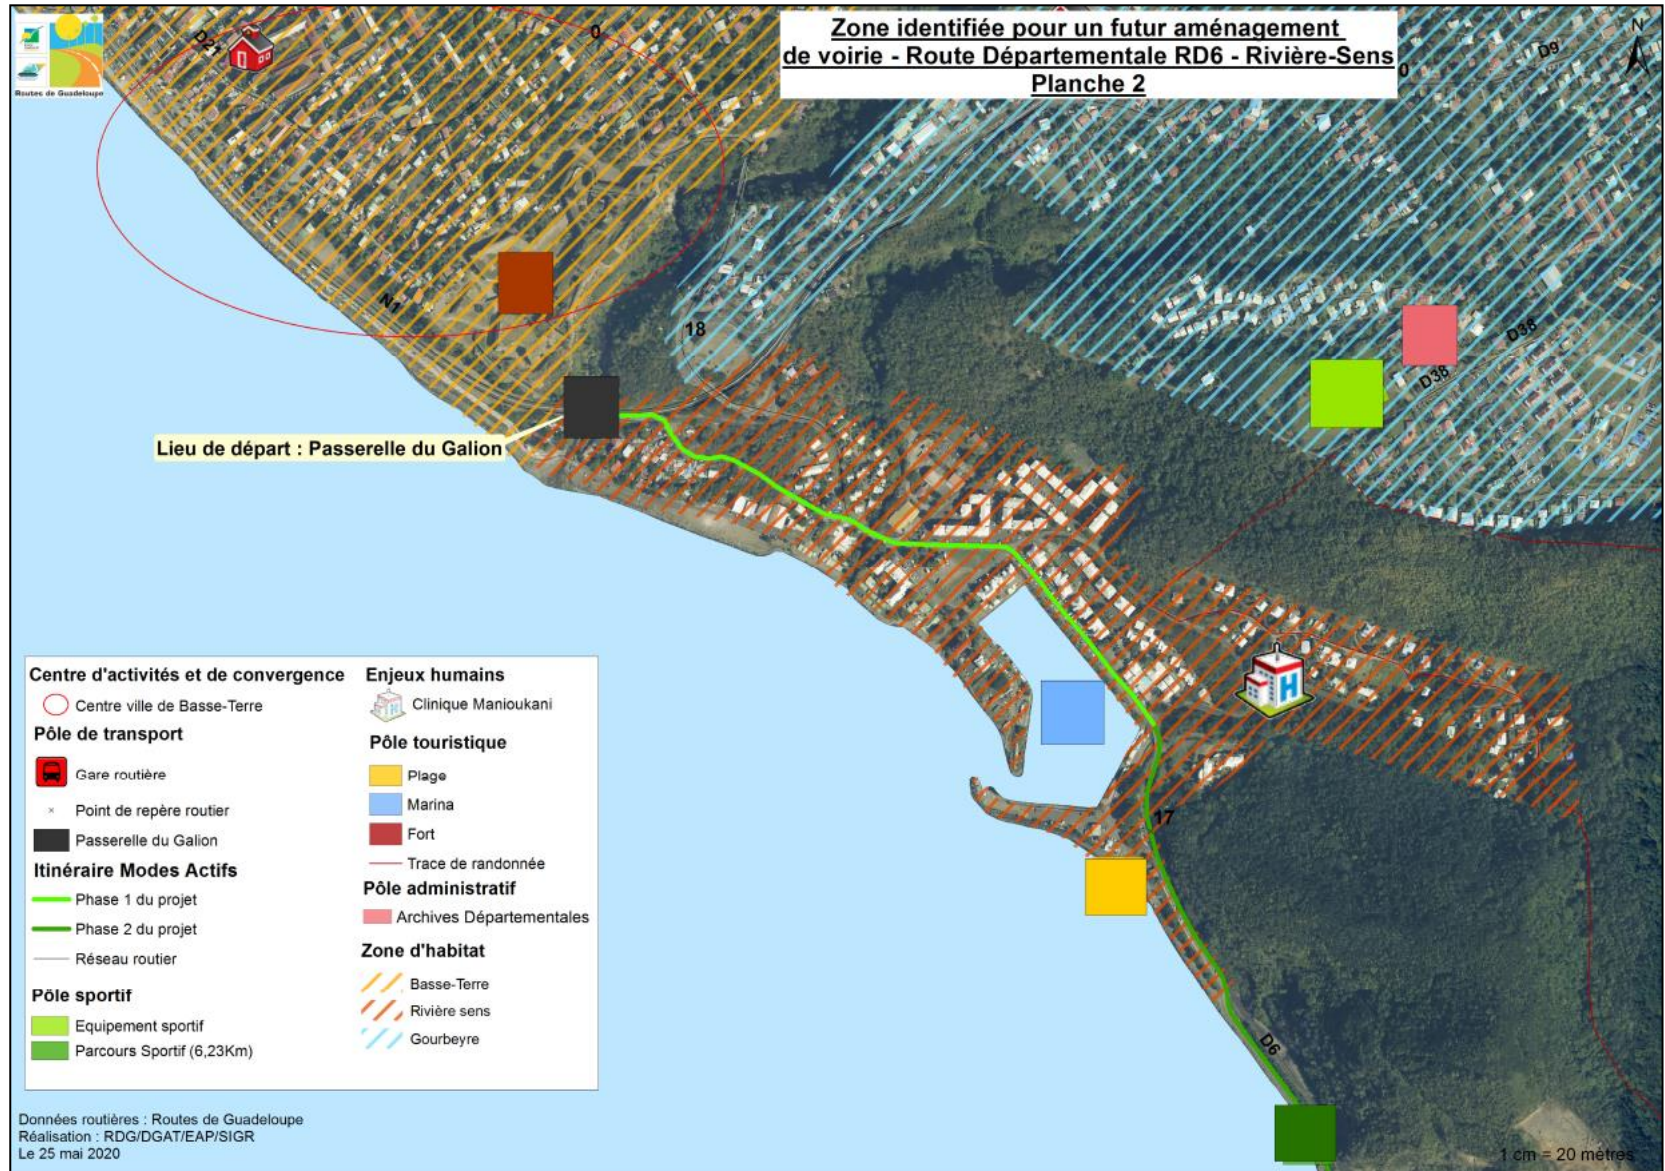 Zone identifiée pour un futur aménagement
de voirie - Route Départementale RD6 - Rivière-Sens
Planche 2
N
Routes de Guadeloupe
D21
0
0
D9
N1
18
D38
D38
Lieu de départ : Passerelle du Galion
H
17
D6
Centre d'activités et de convergence
Centre ville de Basse-Terre
Pôle de transport
Gare routière
Point de repère routier
Passerelle du Galion
Itinéraire Modes Actifs
Phase 1 du projet
Phase 2 du projet
Réseau routier
Pôle sportif
Equipement sportif
Parcours Sportif (6,23Km)
Enjeux humains
H
Clinique Manioukani
Pôle touristique
Plage
Marina
Fort
Trace de randonnée
Pôle administratif
Archives Départementales
Zone d'habitat
Basse-Terre
Rivière sens
Gourbeyre
Données routières : Routes de Guadeloupe
Réalisation : RDG/DGAT/EAP/SIGR
Le 25 mai 2020
1 cm = 20 mètres